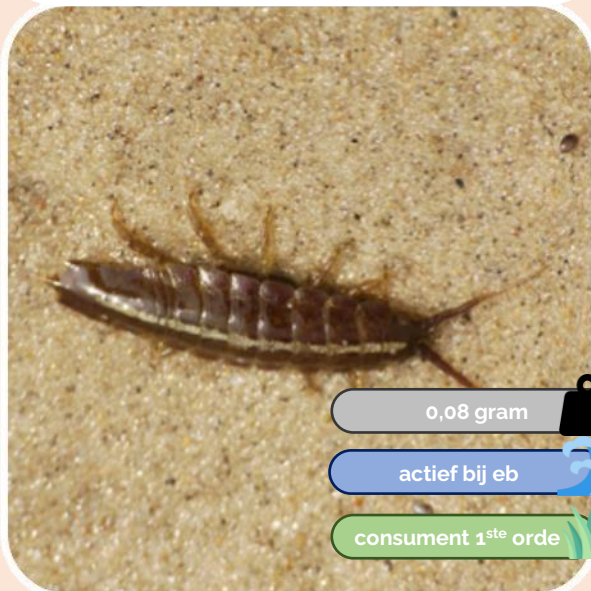 0,08 gram
actief bij eb
consument 1ste orde